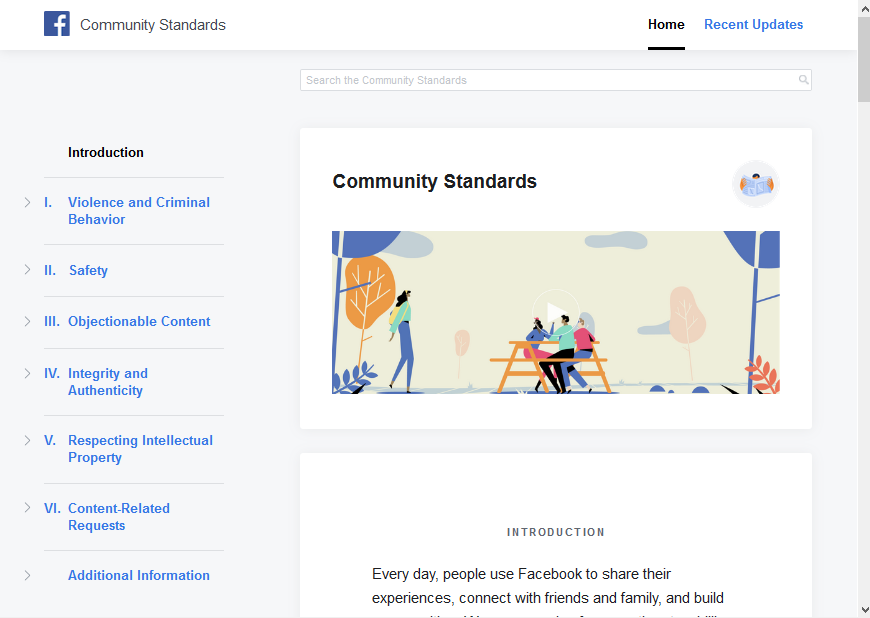 Community Standards
Home
Recent Updates
Search the Community Standards
Introduction
I. Violence and Criminal
Behavior
II. Safety
III. Objectionable Content
IV. Integrity and
Authenticity
V. Respecting Intellectual
Property
VI. Content-Related
Requests
Additional Information
Community Standards
INTRODUCTION
Every day, people use Facebook to share their
experiences, connect with friends and family, and build